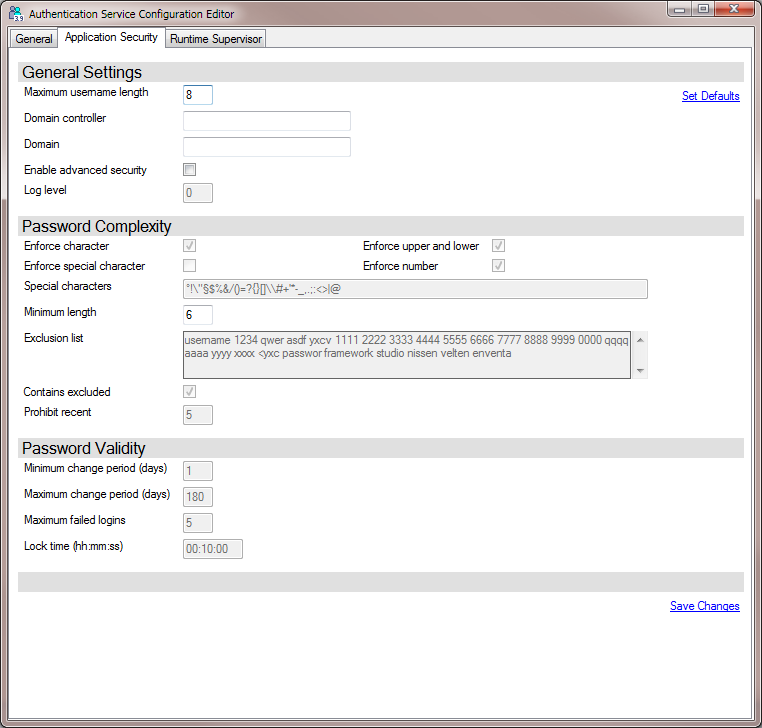 3.9 Authentication Service Configuration Editor
General Application Security Runtime Supervisor
General Settings
Maximum username length 8 Set Defaults
Domain controller
Domain
Enable advanced security
Log level 0
Password Complexity
Enforce character Enforce upper and lower
Enforce special character Enforce number
Special characters °!\"§$%&/()=?{}[]\\#+'*-_.,;:<>|@
Minimum length 6
Exclusion list username 1234 qwer asdf yxcv 1111 2222 3333 4444 5555 6666 7777 8888 9999 0000 qqqq
aaaa yyyy xxxx <yxc passwor framework studio nissen velten enventa
Contains excluded
Prohibit recent 5
Password Validity
Minimum change period (days) 1
Maximum change period (days) 180
Maximum failed logins 5
Lock time (hh:mm:ss) 00:10:00
Save Changes